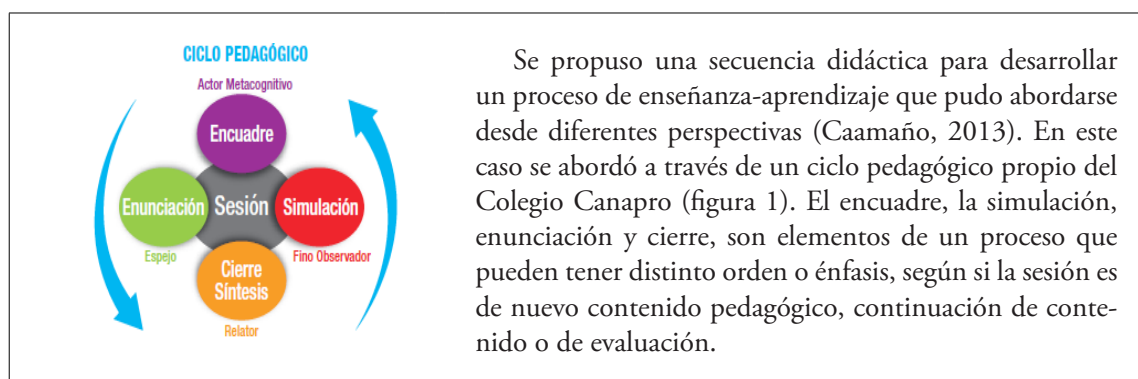 CICLO PEDAGÓGICO
Actor Metacognitivo
Encuadre
Enunciación
Sesión
Simulación
Espejo
Fino Observador
Cierre
Síntesis
Relator
Se propuso una secuencia didáctica para desarrollar
un proceso de enseñanza-aprendizaje que pudo abordarse
desde diferentes perspectivas (Caamaño, 2013). En este
caso se abordó a través de un ciclo pedagógico propio del
Colegio Canapro (figura 1). El encuadre, la simulación,
enunciación y cierre, son elementos de un proceso que
pueden tener distinto orden o énfasis, según si la sesión es
de nuevo contenido pedagógico, continuación de conte-
nido o de evaluación.